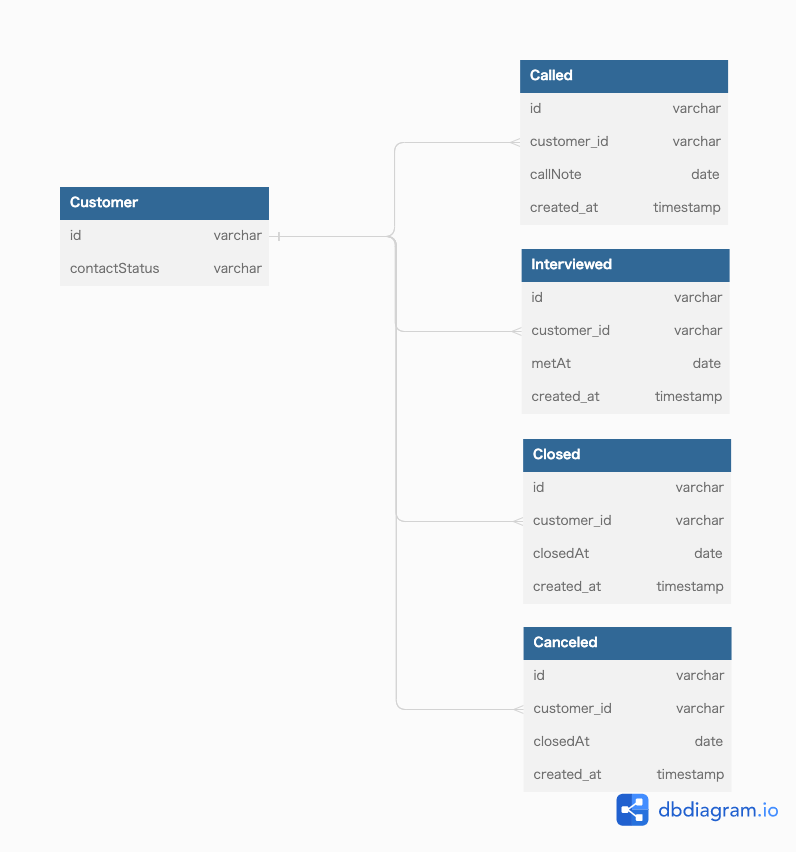 Customer
id varchar
contactStatus varchar
Called
id varchar
customer_id varchar
callNote date
created_at timestamp
Interviewed
id varchar
customer_id varchar
metAt date
created_at timestamp
Closed
id varchar
customer_id varchar
closedAt date
created_at timestamp
Canceled
id varchar
customer_id varchar
closedAt date
created_at timestamp
dbdiagram.io